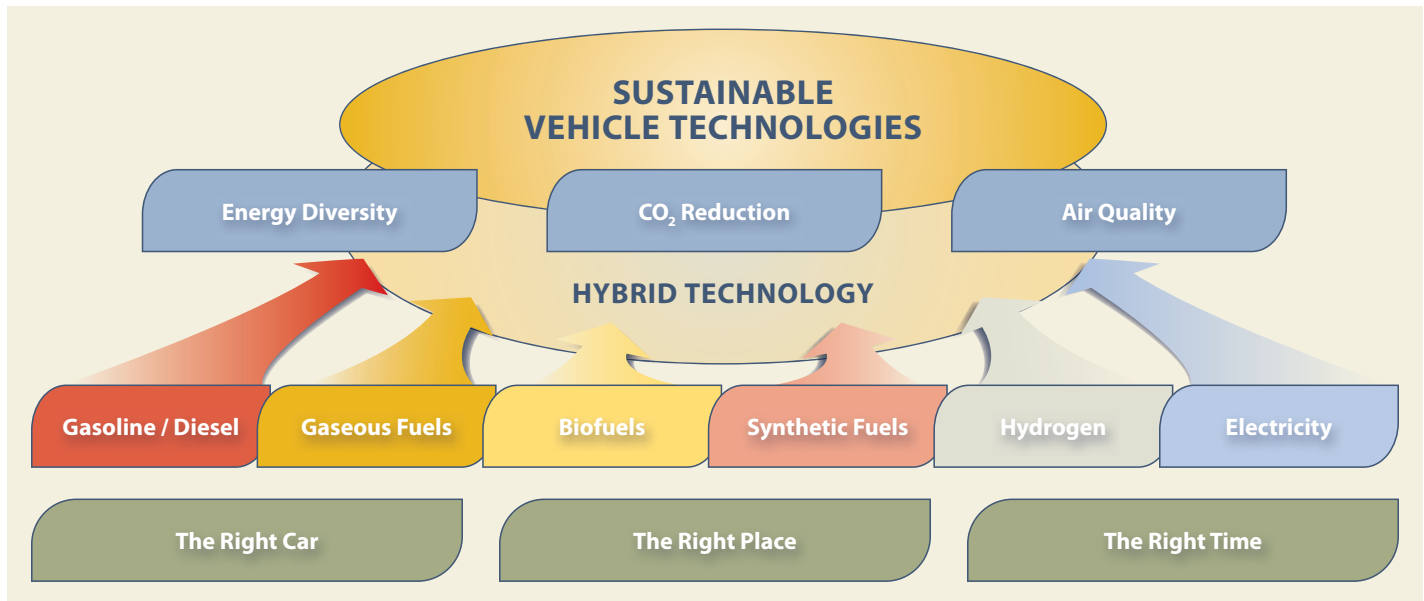 SUSTAINABLE
VEHICLE TECHNOLOGIES
Energy Diversity
CO₂ Reduction
Air Quality
HYBRID TECHNOLOGY
Gasoline / Diesel
Gaseous Fuels
Biofuels
Synthetic Fuels
Hydrogen
Electricity
The Right Car
The Right Place
The Right Time